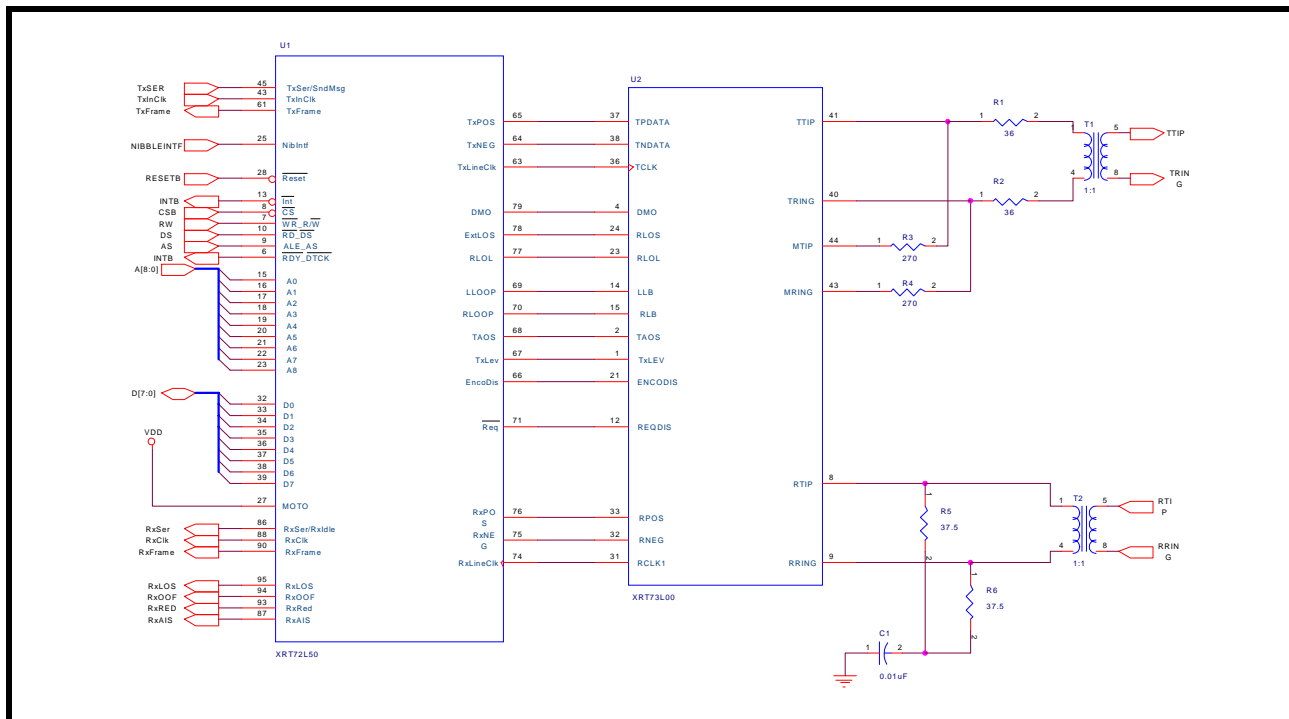 U1
TxSER 45 TxSer/SndMsg
TxInClk 43 TxInClk
TxFrame 61 TxFrame
NIBBLEINTF 25 NibIntf
RESETB 28 Reset
INTB 13 Int
CSB 8 CS
RW 7 WR_R/W
DS 10 RD_DS
AS 9 ALE_AS
INTB 6 RDY_DTCK
A[8:0]
15 A0
16 A1
17 A2
18 A3
19 A4
20 A5
21 A6
22 A7
23 A8
D[7:0]
32 D0
33 D1
34 D2
35 D3
36 D4
37 D5
38 D6
39 D7
VDD
27 MOTO
RxSer 86 RxSer/RxIdle
RxClk 88 RxClk
RxFrame 90 RxFrame
RxLOS 95 RxLOS
RxOOF 94 RxOOF
RxRED 93 RxRed
RxAIS 87 RxAIS
XRT72L50
U2
TxPOS 65 37 TPDATA
TxNEG 64 38 TNDATA
TxLineClk 63 36 TCLK
DMO 79 4 DMO
ExtLOS 78 24 RLOS
RLOL 77 23 RLOL
LLOOP 69 14 LLB
RLOOP 70 15 RLB
TAOS 68 2 TAOS
TxLev 67 1 TxLEV
EncoDis 66 21 ENCODIS
Req 71 12 REQDIS
RxPO
S 76 33 RPOS
RxNE
G 75 32 RNEG
RxLineClk 74 31 RCLK1
XRT73L00
TTIP 41
TRING 40
MTIP 44
MRING 43
RTIP 8
RRING 9
R1
1 2
36
R2
1 2
36
R3
1 2
270
R4
1 2
270
T1
1 5
4 8
1:1
TTIP
TRIN
G
R5
1
37.5
2
R6
1
37.5
2
T2
1 5
4 8
1:1
RTI
P
RRIN
G
C1
1 2
0.01uF